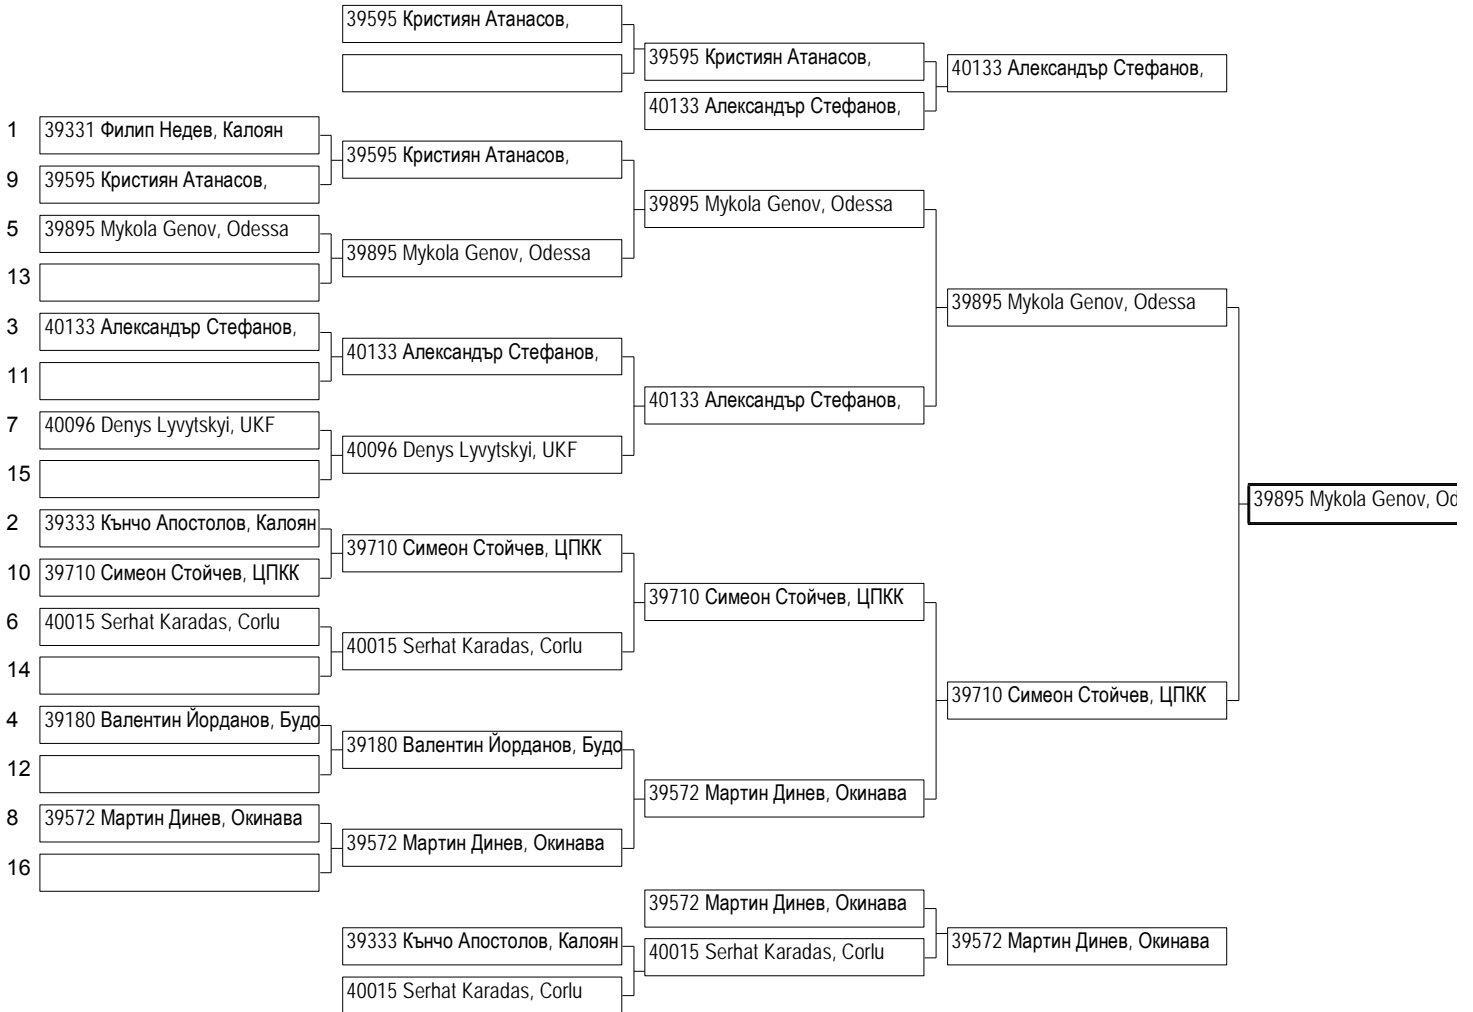 39595 Кристиян Атанасов,
39595 Кристиян Атанасов,
40133 Александър Стефанов,
40133 Александър Стефанов,
1 39331 Филип Недев, Калоян
39595 Кристиян Атанасов,
9 39595 Кристиян Атанасов,
39895 Mykola Genov, Odessa
5 39895 Mykola Genov, Odessa
39895 Mykola Genov, Odessa
13
39895 Mykola Genov, Odessa
3 40133 Александър Стефанов,
40133 Александър Стефанов,
11
40133 Александър Стефанов,
7 40096 Denys Lyvytskyi, UKF
40096 Denys Lyvytskyi, UKF
15
39895 Mykola Genov, Od
2 39333 Кънчо Апостолов, Калоян
39710 Симеон Стойчев, ЦПКК
10 39710 Симеон Стойчев, ЦПКК
39710 Симеон Стойчев, ЦПКК
6 40015 Serhat Karadas, Corlu
40015 Serhat Karadas, Corlu
14
39710 Симеон Стойчев, ЦПКК
4 39180 Валентин Йорданов, Будо
39180 Валентин Йорданов, Будо
12
39572 Мартин Динев, Окинава
8 39572 Мартин Динев, Окинава
39572 Мартин Динев, Окинава
16
39572 Мартин Динев, Окинава
39333 Кънчо Апостолов, Калоян
39572 Мартин Динев, Окинава
40015 Serhat Karadas, Corlu
40015 Serhat Karadas, Corlu